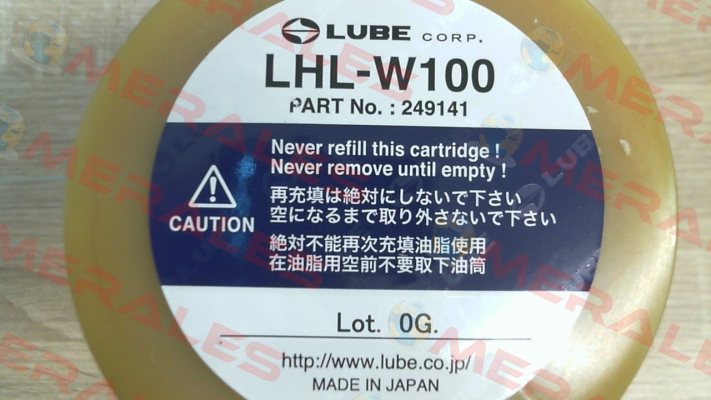 LUBE CORP.
LHL-W100
PART No. : 249141
Never refill this cartridge !
Never remove until empty !
再充填は絶対にしないで下さい
空になるまで取り外さないで下さい
CAUTION
絶対不能再次充填油脂使用
在油脂用空前不要取下油筒
Lot. 0G.
http://www.lube.co.jp/
MADE IN JAPAN
MERALES
LUBE